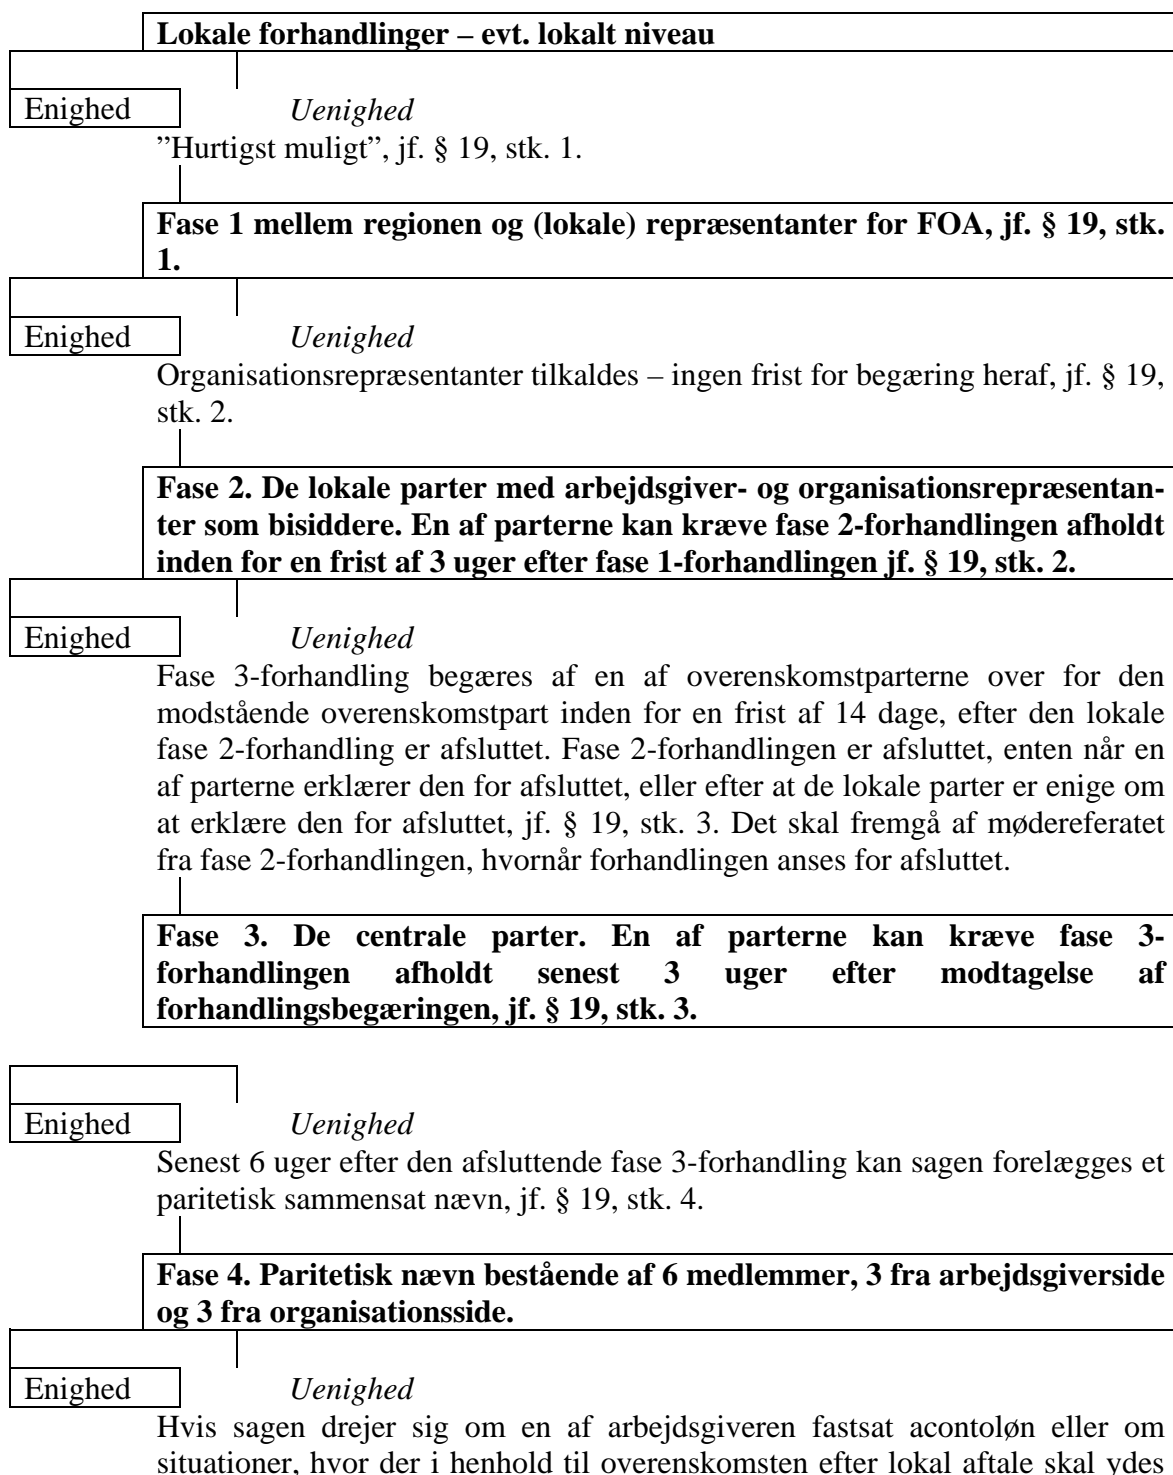 Lokale forhandlinger – evt. lokalt niveau
Enighed Uenighed
”Hurtigst muligt”, jf. § 19, stk. 1.
Fase 1 mellem regionen og (lokale) repræsentanter for FOA, jf. § 19, stk.
1.
Enighed Uenighed
Organisationsrepræsentanter tilkaldes – ingen frist for begæring heraf, jf. § 19,
stk. 2.
Fase 2. De lokale parter med arbejdsgiver- og organisationsrepræsentan-
ter som bisiddere. En af parterne kan kræve fase 2-forhandlingen afholdt
inden for en frist af 3 uger efter fase 1-forhandlingen jf. § 19, stk. 2.
Enighed Uenighed
Fase 3-forhandling begæres af en af overenskomstparterne over for den
modstående overenskomstpart inden for en frist af 14 dage, efter den lokale
fase 2-forhandling er afsluttet. Fase 2-forhandlingen er afsluttet, enten når en
af parterne erklærer den for afsluttet, eller efter at de lokale parter er enige om
at erklære den for afsluttet, jf. § 19, stk. 3. Det skal fremgå af mødereferatet
fra fase 2-forhandlingen, hvornår forhandlingen anses for afsluttet.
Fase 3. De centrale parter. En af parterne kan kræve fase 3-
forhandlingen afholdt senest 3 uger efter modtagelse af
forhandlingsbegæringen, jf. § 19, stk. 3.
Enighed Uenighed
Senest 6 uger efter den afsluttende fase 3-forhandling kan sagen forelægges et
paritetisk sammensat nævn, jf. § 19, stk. 4.
Fase 4. Paritetisk nævn bestående af 6 medlemmer, 3 fra arbejdsgiverside
og 3 fra organisationsside.
Enighed Uenighed
Hvis sagen drejer sig om en af arbejdsgiveren fastsat acontoløn eller om
situationer, hvor der i henhold til overenskomsten efter lokal aftale skal ydes